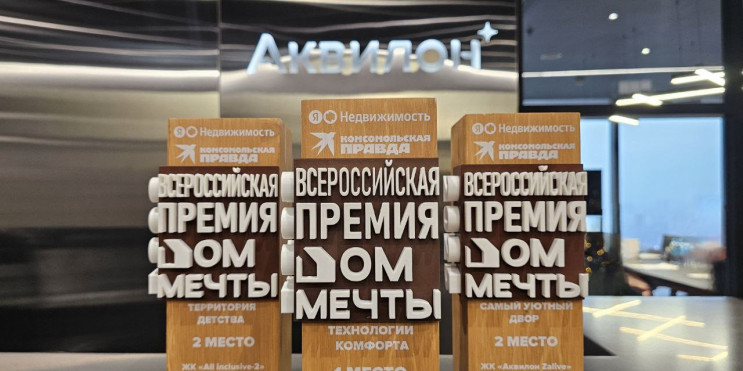 Аквилон
Я Недвижимость
КОМСОМОЛЬСКАЯ
ПРАВДА
ВСЕРОССИЙСКАЯ
ПРЕМИЯ
ДОМ
МЕЧТЫ
ТЕРРИТОРИЯ
ДЕТСТВА
2 МЕСТО
ЖК «All inclusive-2»
Я Недвижимость
КОМСОМОЛЬСКАЯ
ПРАВДА
ВСЕРОССИЙСКАЯ
ПРЕМИЯ
ДОМ
МЕЧТЫ
ТЕХНОЛОГИИ
КОМФОРТА
МЕСТО
Я Недвижимость
КОМСОМОЛЬСКАЯ
ПРАВДА
ВСЕРОССИЙСКАЯ
ПРЕМИЯ
ДОМ
МЕЧТЫ
САМЫЙ УЮТНЫЙ
ДВОР
2 МЕСТО
ЖК «Аквилон Zalive»